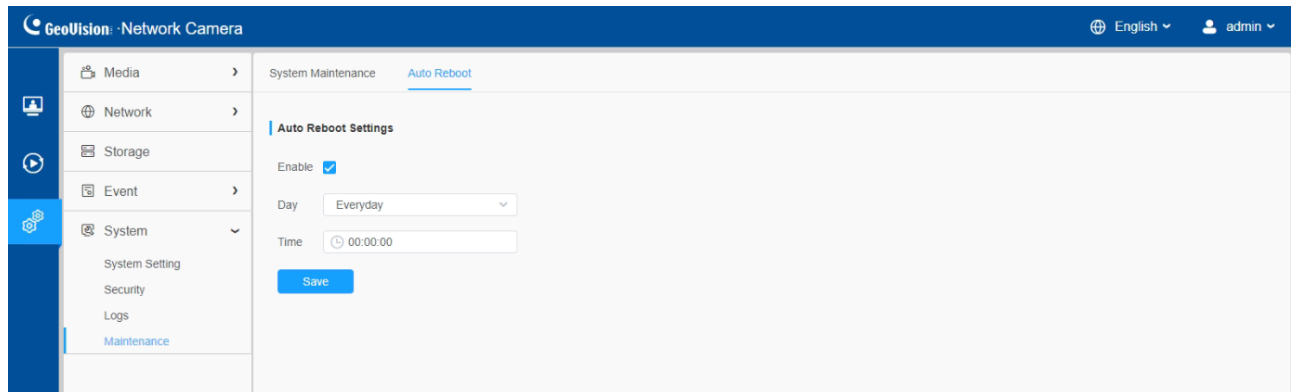 GeoVision: ·Network Camera
English
admin
Media
Network
Storage
Event
System
System Setting
Security
Logs
Maintenance
System Maintenance
Auto Reboot
Auto Reboot Settings
Enable
Day
Everyday
Time
00:00:00
Save